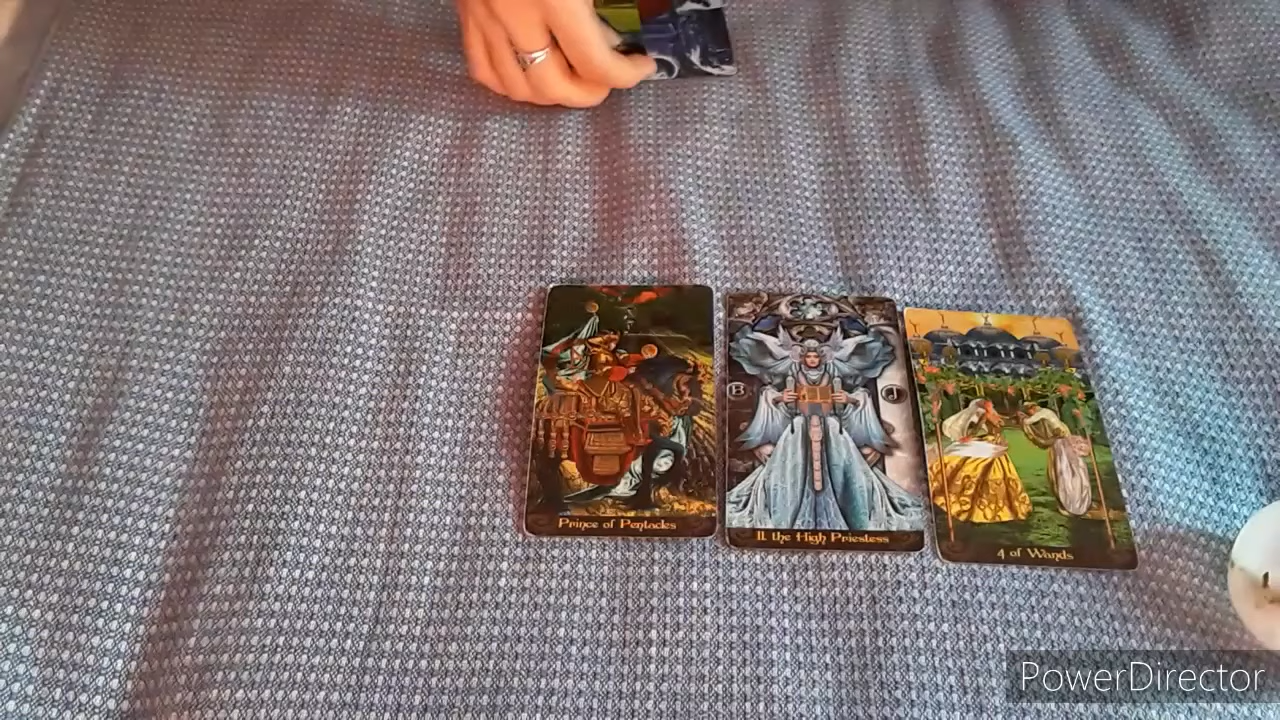 B
J
Prince of Pentacles
II. the High Priestess
4 of Wands
PowerDirector